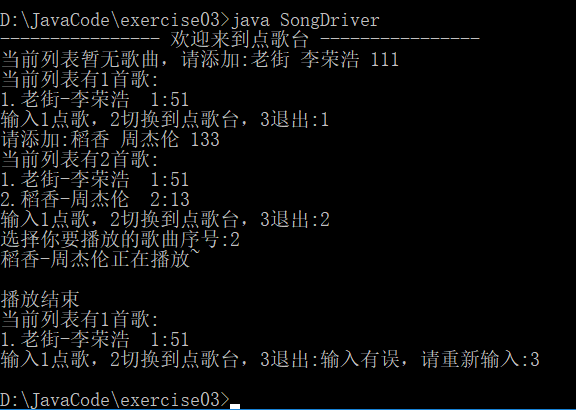 D:\JavaCode\exercise03>java SongDriver
---------------- 欢迎来到点歌台 ----------------
当前列表暂无歌曲，请添加:老街 李荣浩 111
当前列表有1首歌:
1.老街-李荣浩  1:51
输入1点歌，2切换到点歌台，3退出:1
请添加:稻香 周杰伦 133
当前列表有2首歌:
1.老街-李荣浩  1:51
2.稻香-周杰伦  2:13
输入1点歌，2切换到点歌台，3退出:2
选择你要播放的歌曲序号:2
稻香-周杰伦正在播放~
播放结束
当前列表有1首歌:
1.老街-李荣浩  1:51
输入1点歌，2切换到点歌台，3退出:输入有误，请重新输入:3
D:\JavaCode\exercise03>